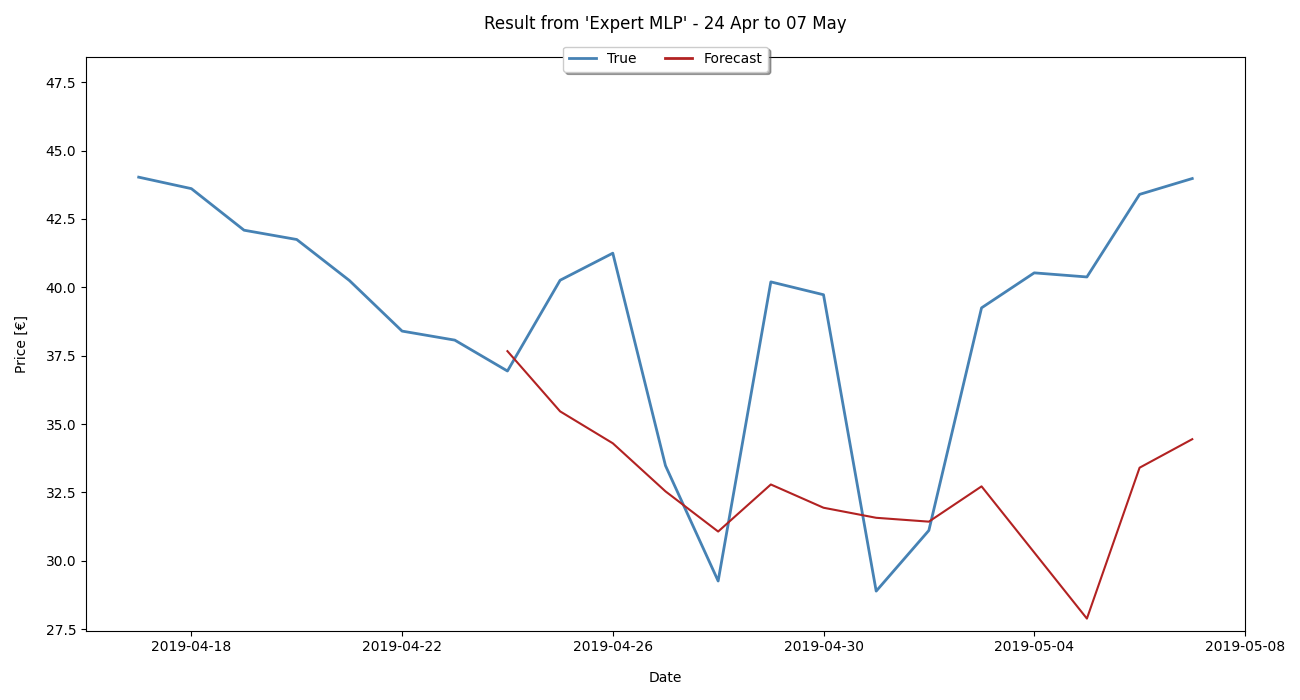 Result from 'Expert MLP' - 24 Apr to 07 May
True Forecast
47.5
45.0
42.5
40.0
37.5
35.0
32.5
30.0
27.5
Price [€]
2019-04-18 2019-04-22 2019-04-26 2019-04-30 2019-05-04 2019-05-08
Date